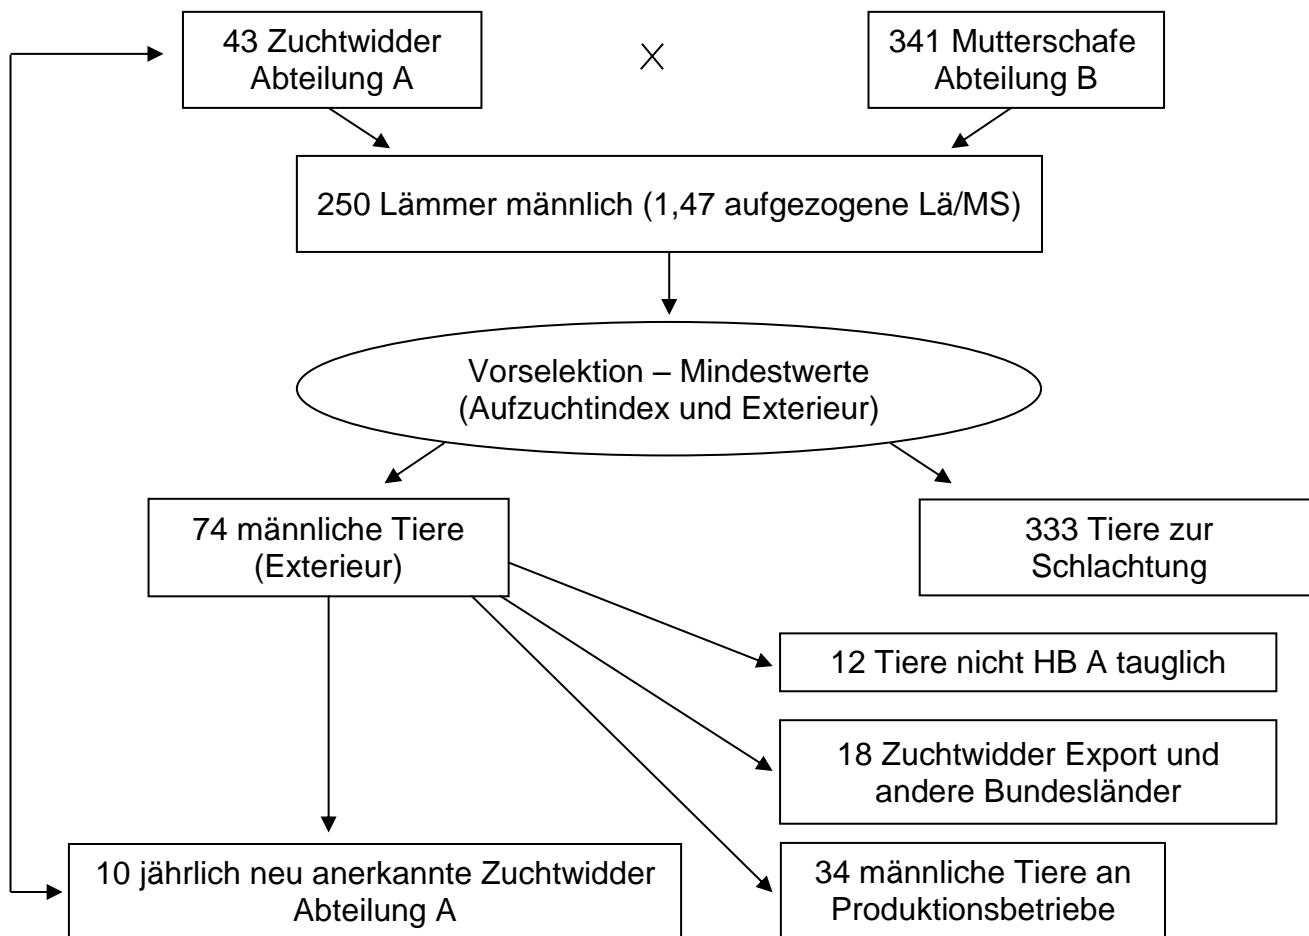 43 Zuchtwidder
Abteilung A
341 Mutterschafe
Abteilung B
250 Lämmer männlich (1,47 aufgezogene Lä/MS)
Vorselektion – Mindestwerte
(Aufzuchtindex und Exterieur)
74 männliche Tiere
(Exterieur)
333 Tiere zur
Schlachtung
12 Tiere nicht HB A tauglich
18 Zuchtwidder Export und
andere Bundesländer
10 jährlich neu anerkannte Zuchtwidder
Abteilung A
34 männliche Tiere an
Produktionsbetriebe